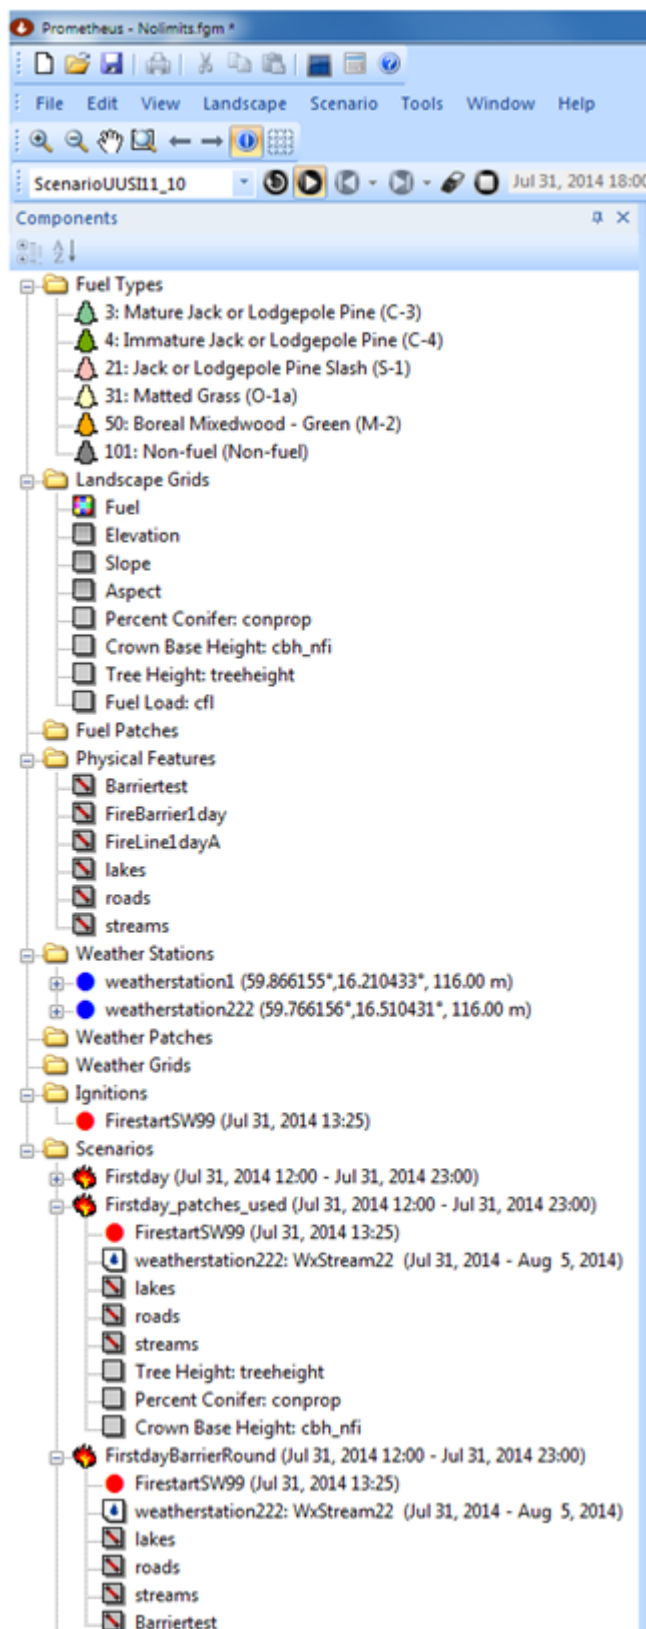 Prometheus - Nolimits.fgm *
File Edit View Landscape Scenario Tools Window Help
ScenarioUUSI11_10 Jul 31, 2014 18:00
Components
Fuel Types
3: Mature Jack or Lodgepole Pine (C-3)
4: Immature Jack or Lodgepole Pine (C-4)
21: Jack or Lodgepole Pine Slash (S-1)
31: Matted Grass (O-1a)
50: Boreal Mixedwood - Green (M-2)
101: Non-fuel (Non-fuel)
Landscape Grids
Fuel
Elevation
Slope
Aspect
Percent Conifer: conprop
Crown Base Height: cbh_nfi
Tree Height: treeheight
Fuel Load: cfl
Fuel Patches
Physical Features
Barriertest
FireBarrier1day
FireLine1dayA
lakes
roads
streams
Weather Stations
weatherstation1 (59.866155°,16.210433°, 116.00 m)
weatherstation222 (59.766156°,16.510431°, 116.00 m)
Weather Patches
Weather Grids
Ignitions
FirestartSW99 (Jul 31, 2014 13:25)
Scenarios
Firstday (Jul 31, 2014 12:00 - Jul 31, 2014 23:00)
Firstday_patches_used (Jul 31, 2014 12:00 - Jul 31, 2014 23:00)
FirestartSW99 (Jul 31, 2014 13:25)
weatherstation222: WxStream22 (Jul 31, 2014 - Aug 5, 2014)
lakes
roads
streams
Tree Height: treeheight
Percent Conifer: conprop
Crown Base Height: cbh_nfi
FirstdayBarrierRound (Jul 31, 2014 12:00 - Jul 31, 2014 23:00)
FirestartSW99 (Jul 31, 2014 13:25)
weatherstation222: WxStream22 (Jul 31, 2014 - Aug 5, 2014)
lakes
roads
streams
Barriertest